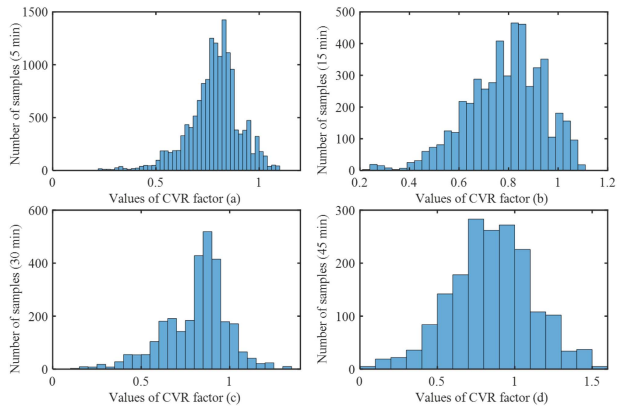 1500
1000
500
0
Number of samples (5 min)
0 0.5 1
Values of CVR factor (a)
500
400
300
200
100
0
Number of samples (15 min)
0.2 0.4 0.6 0.8 1 1.2
Values of CVR factor (b)
600
400
200
0
Number of samples (30 min)
0 0.5 1
Values of CVR factor (c)
300
200
100
0
Number of samples (45 min)
0 0.5 1 1.5
Values of CVR factor (d)